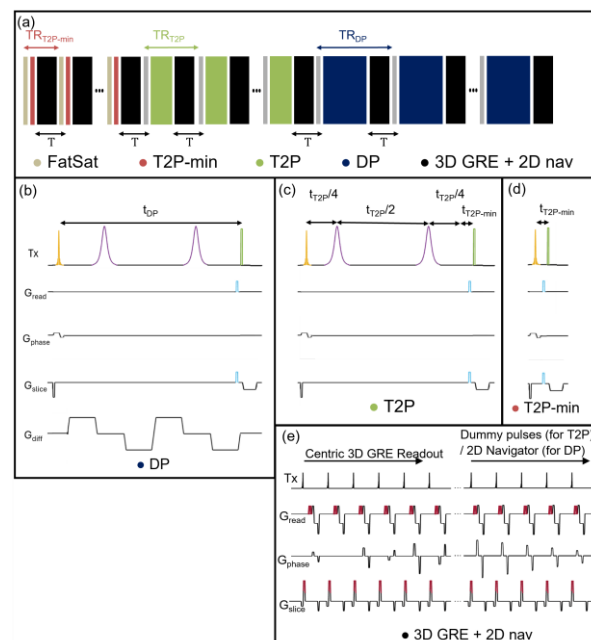 (a)
TR_T2P-min
TR_T2P
TR_DP
... ... ...
T T T T T
FatSat
T2P-min
T2P
DP
3D GRE + 2D nav
(b)
t_DP
Tx
G_read
G_phase
G_slice
G_diff
DP
(c)
t_T2P/4
t_T2P/2
t_T2P/4
t_T2P-min
T2P
(d)
t_T2P-min
T2P-min
(e)
Centric 3D GRE Readout
Dummy pulses (for T2P)
/ 2D Navigator (for DP)
Tx
G_read
G_phase
G_slice
3D GRE + 2D nav